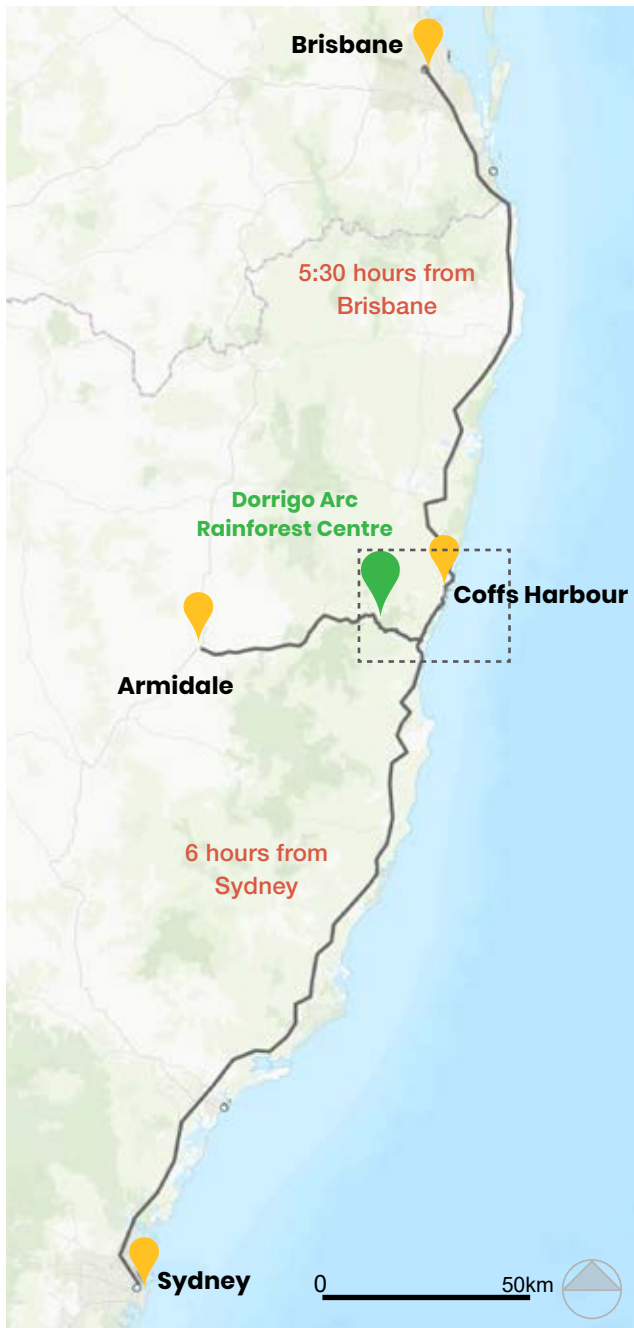 Brisbane
5:30 hours from
Brisbane
Dorrigo Arc
Rainforest Centre
Coffs Harbour
Armidale
6 hours from
Sydney
Sydney
0
50km